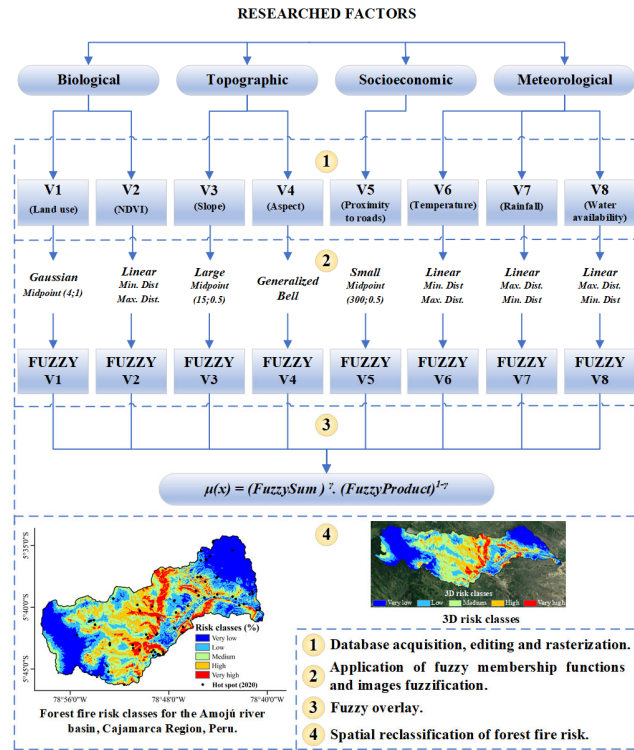 RESEARCHED FACTORS
Biological
Topographic
Socioeconomic
Meteorological
1
V1
(Land use)
V2
(NDVI)
V3
(Slope)
V4
(Aspect)
V5
(Proximity
to roads)
V6
(Temperature)
V7
(Rainfall)
V8
(Water
availability)
2
Gaussian
Midpoint (4;1)
Linear
Min. Dist
Max. Dist.
Large
Midpoint
(15;0.5)
Generalized
Bell
Small
Midpoint
(300;0.5)
Linear
Min. Dist
Max. Dist.
Linear
Max. Dist.
Min. Dist
Linear
Max. Dist.
Min. Dist
FUZZY
V1
FUZZY
V2
FUZZY
V3
FUZZY
V4
FUZZY
V5
FUZZY
V6
FUZZY
V7
FUZZY
V8
3
μ(x) = (FuzzySum) γ. (FuzzyProduct)1-γ
4
5°35'0"S
5°40'0"S
5°45'0"S
78°56'0"W
78°48'0"W
78°40'0"W
Risk classes (%)
Very low
Low
Medium
High
Very high
Hot spot (2020)
Forest fire risk classes for the Amojú river
basin, Cajamarca Region, Peru.
3D risk classes
Very low
Low
Medium
High
Very high
3D risk classes
1 Database acquisition, editing and rasterization.
2 Application of fuzzy membership functions
and images fuzzification.
3 Fuzzy overlay.
4 Spatial reclassification of forest fire risk.